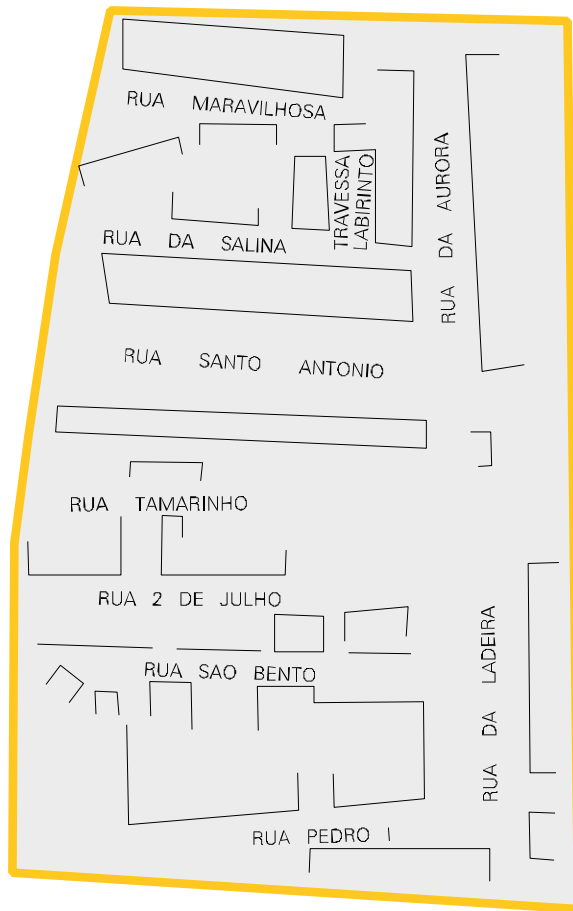 RUA MARAVILHOSA
TRAVESSA
LABIRINTO
RUA DA AURORA
RUA DA SALINA
RUA SANTO ANTONIO
RUA TAMARINHO
RUA 2 DE JULHO
RUA SAO BENTO
RUA DA LADEIRA
RUA PEDRO I